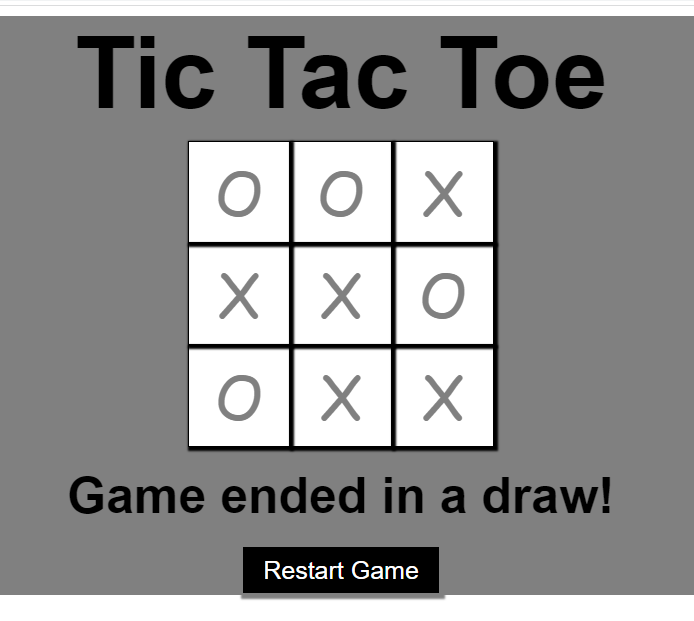 Tic Tac Toe
O O X
X X O
O X X
Game ended in a draw!
Restart Game